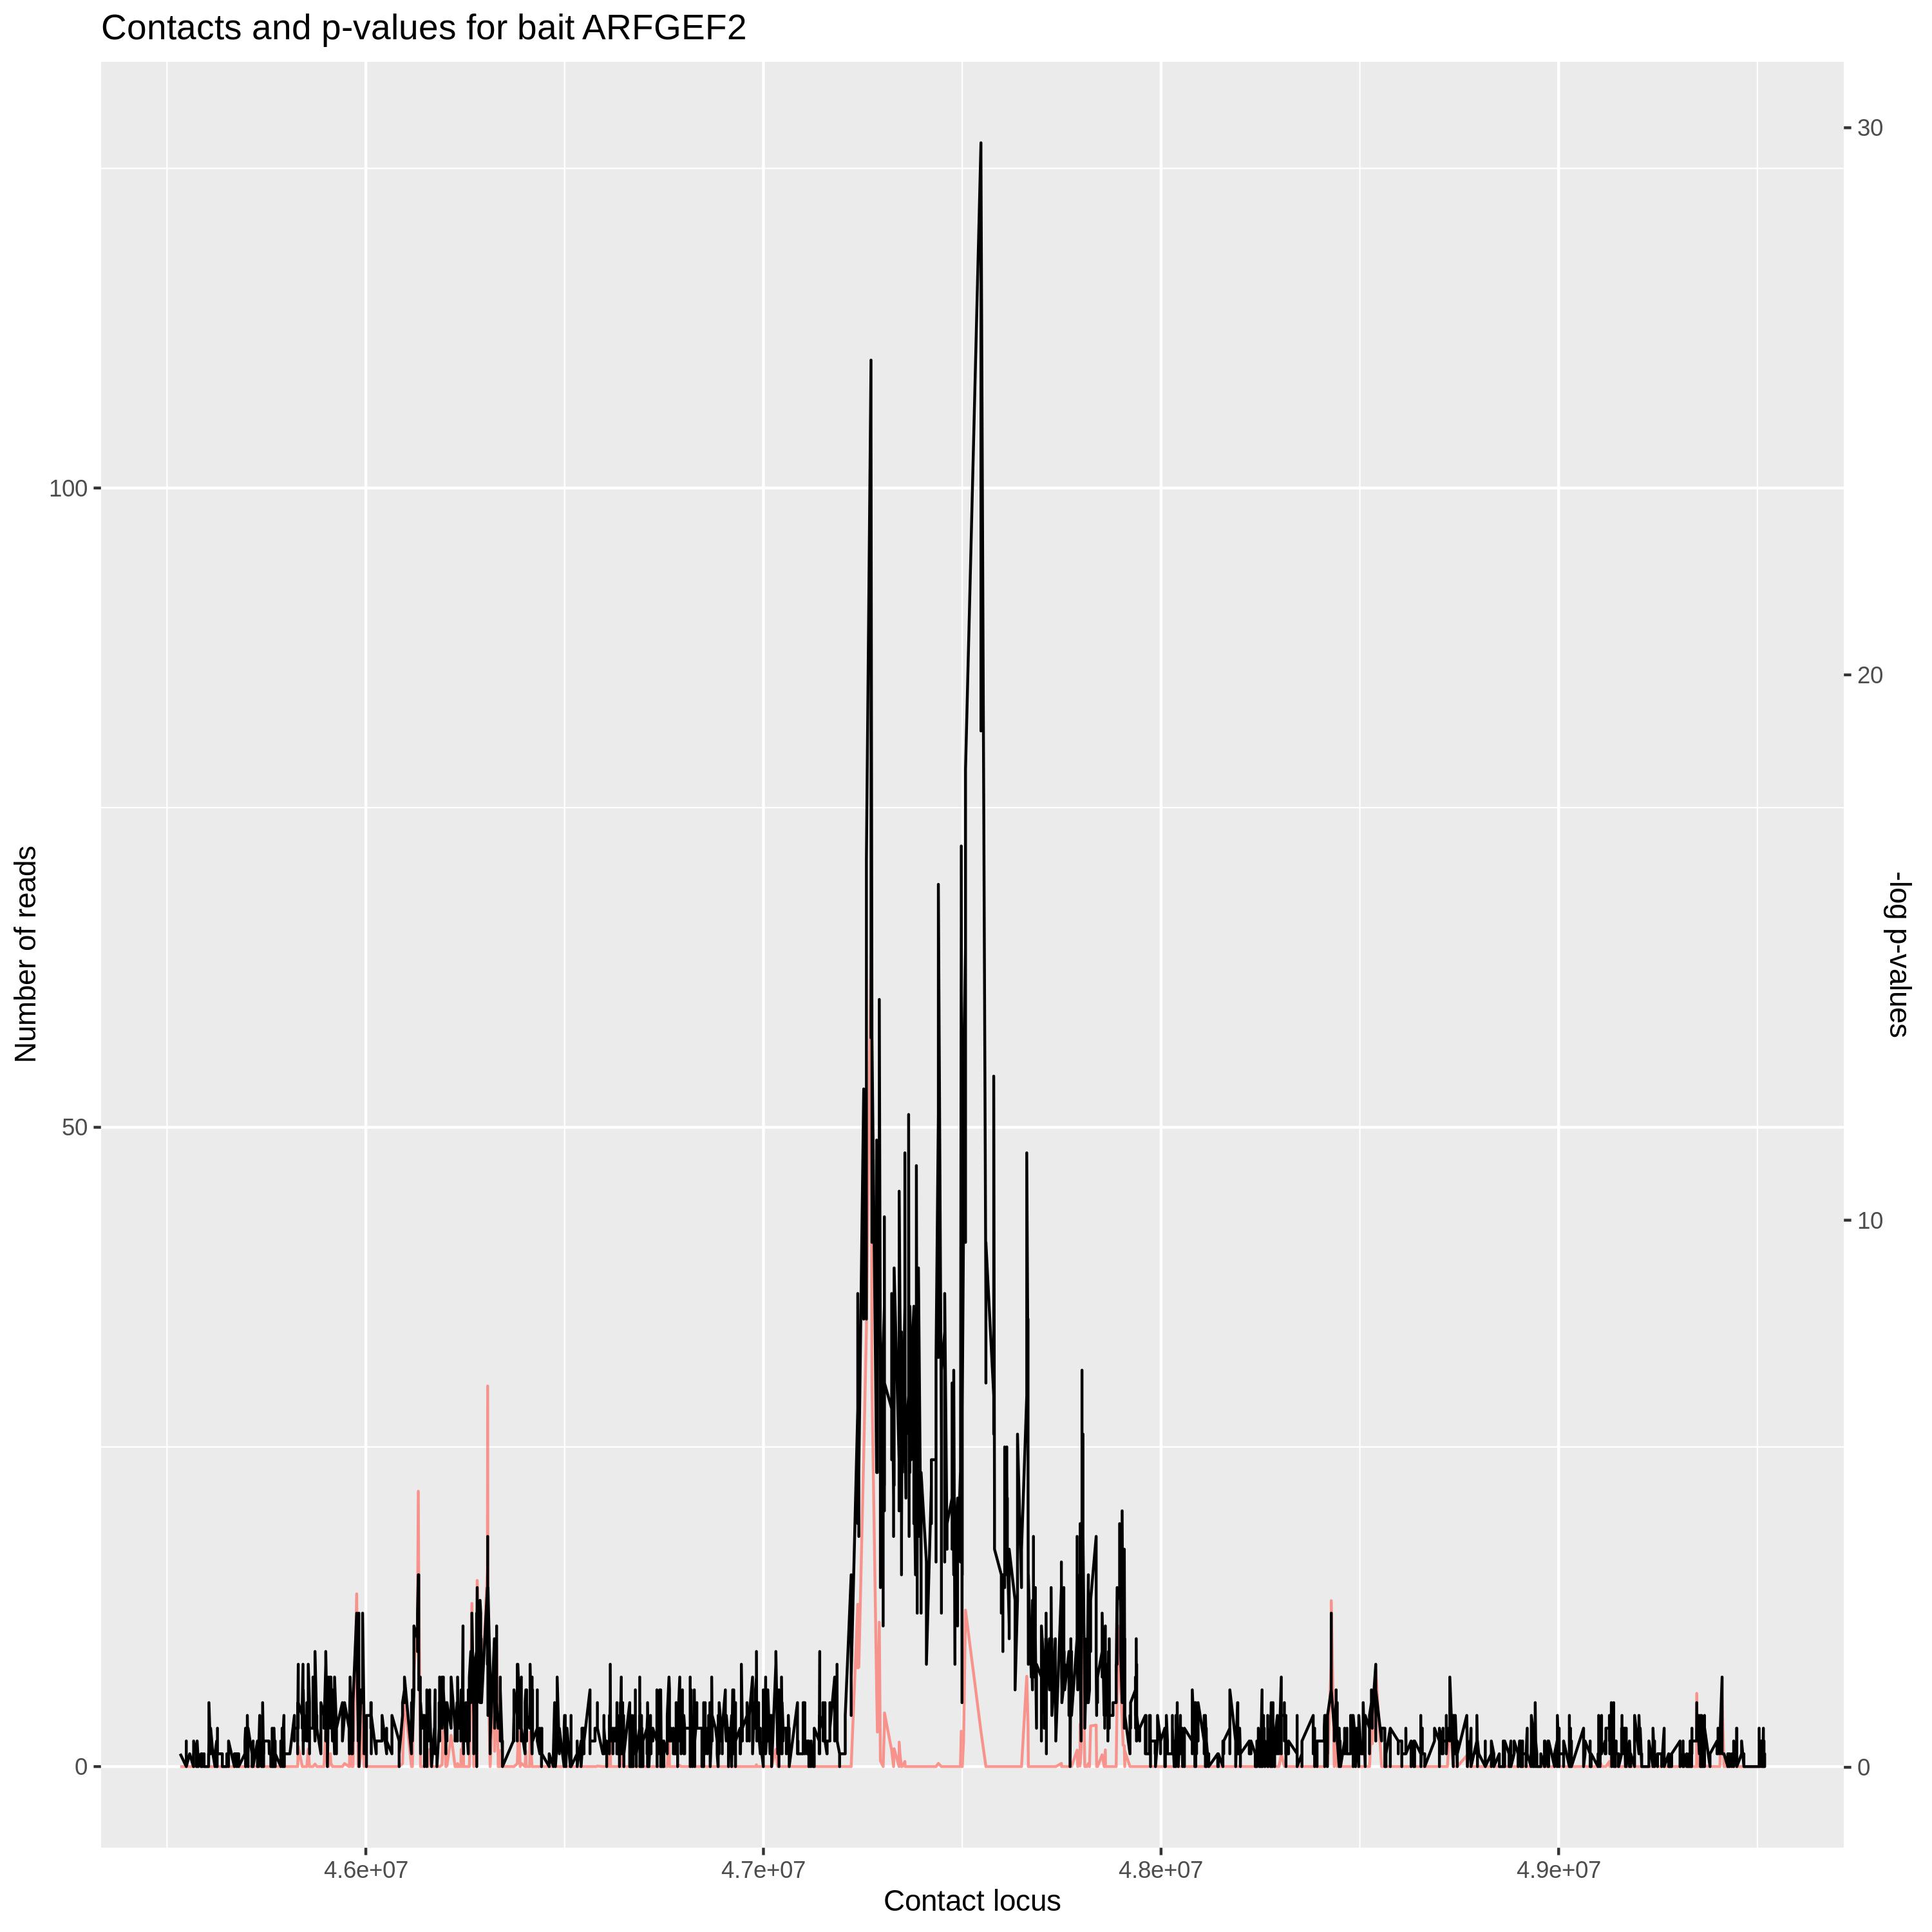 Contacts and p-values for bait ARFGEF2
30
100
20
Number of reads
-log p-values
50
10
0
0
4.6e+07
4.7e+07
4.8e+07
4.9e+07
Contact locus